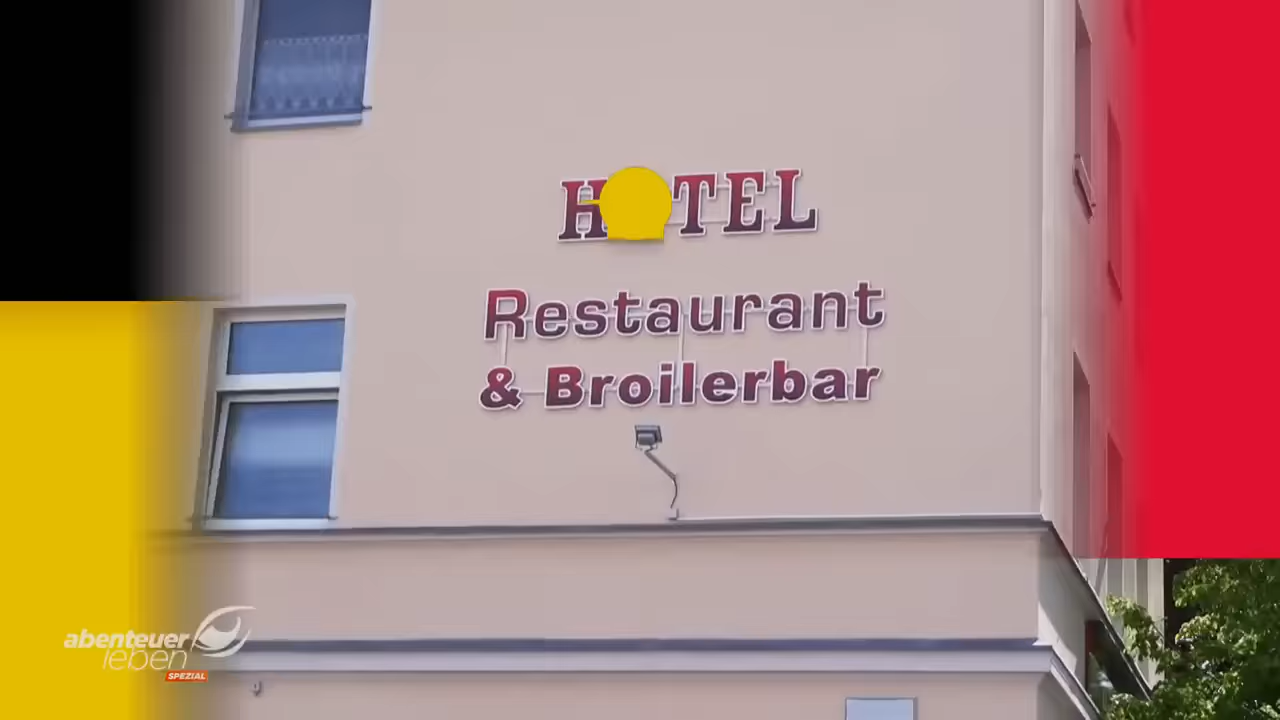 HOTEL
Restaurant
& Broilerbar
abenteuer
leben
SPEZIAL